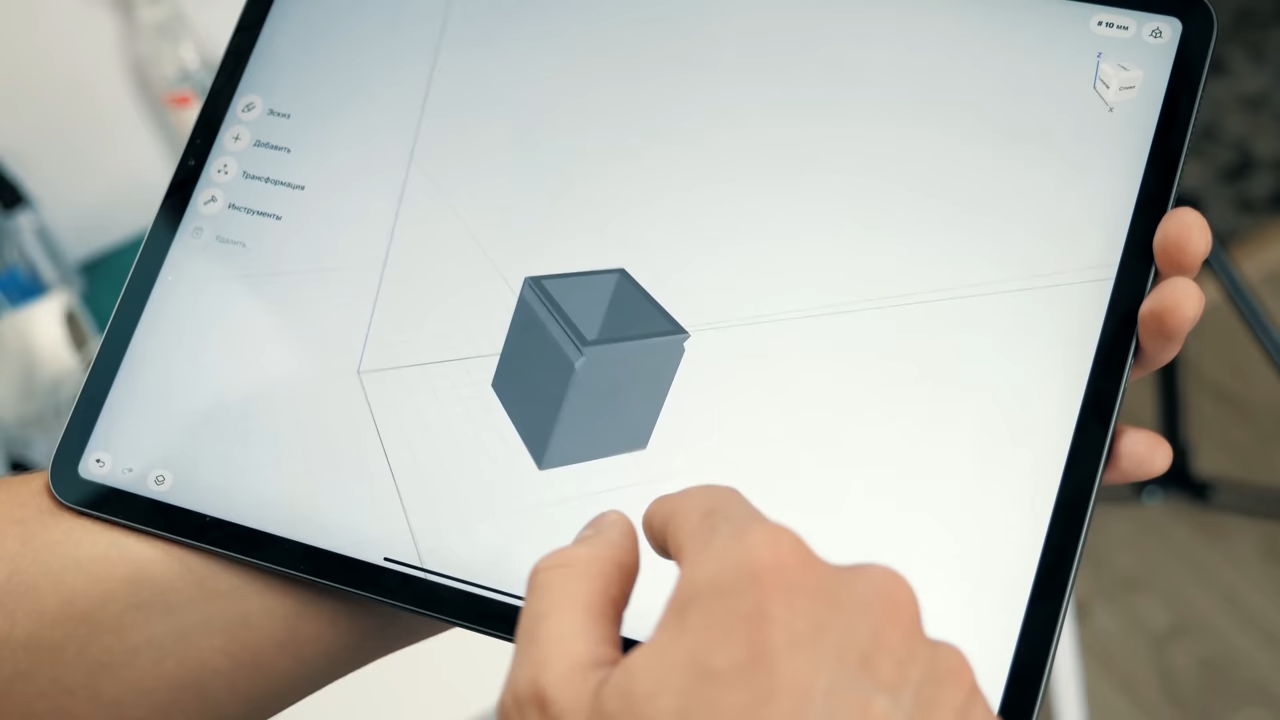 # 10 мм
Z
X
Эскиз
Добавить
Трансформация
Инструменты
Удалить